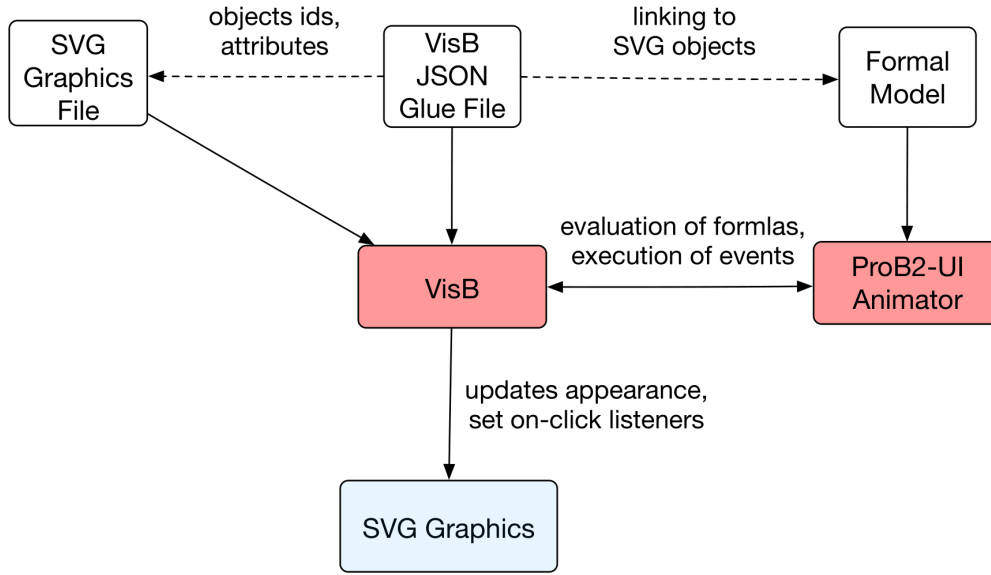 SVG
Graphics
File
objects ids,
attributes
VisB
JSON
Glue File
linking to
SVG objects
Formal
Model
evaluation of formlas,
execution of events
VisB
ProB2-UI
Animator
updates appearance,
set on-click listeners
SVG Graphics